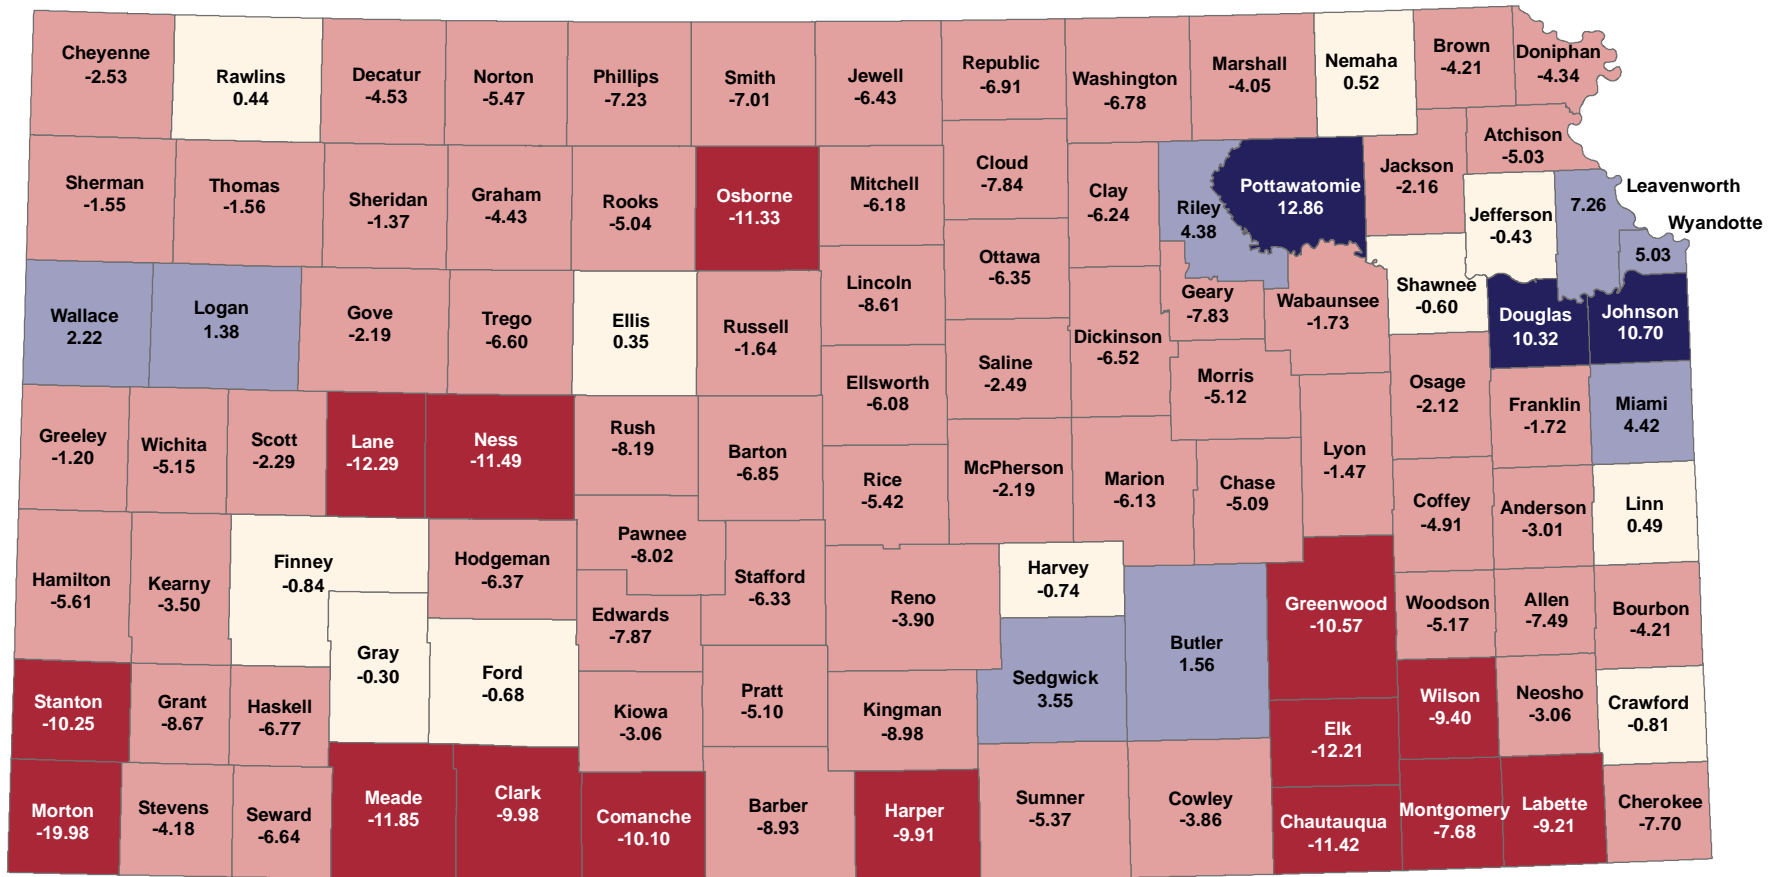 Cheyenne
-2.53
Rawlins
0.44
Decatur
-4.53
Norton
-5.47
Phillips
-7.23
Smith
-7.01
Jewell
-6.43
Republic
-6.91
Washington
-6.78
Marshall
-4.05
Nemaha
0.52
Brown
-4.21
Doniphan
-4.34
Sherman
-1.55
Thomas
-1.56
Sheridan
-1.37
Graham
-4.43
Rooks
-5.04
Osborne
-11.33
Mitchell
-6.18
Cloud
-7.84
Clay
-6.24
Riley
4.38
Pottawatomie
12.86
Jackson
-2.16
Atchison
-5.03
Jefferson
-0.43
Leavenworth
7.26
Wyandotte
5.03
Wallace
2.22
Logan
1.38
Gove
-2.19
Trego
-6.60
Ellis
0.35
Russell
-1.64
Lincoln
-8.61
Ottawa
-6.35
Dickinson
-6.52
Geary
-7.83
Wabaunsee
-1.73
Shawnee
-0.60
Douglas
10.32
Johnson
10.70
Ellsworth
-6.08
Saline
-2.49
Morris
-5.12
Osage
-2.12
Franklin
-1.72
Miami
4.42
Greeley
-1.20
Wichita
-5.15
Scott
-2.29
Lane
-12.29
Ness
-11.49
Rush
-8.19
Barton
-6.85
Rice
-5.42
McPherson
-2.19
Marion
-6.13
Chase
-5.09
Lyon
-1.47
Coffey
-4.91
Anderson
-3.01
Linn
0.49
Hamilton
-5.61
Kearny
-3.50
Finney
-0.84
Hodgeman
-6.37
Pawnee
-8.02
Stafford
-6.33
Edwards
-7.87
Reno
-3.90
Harvey
-0.74
Butler
1.56
Greenwood
-10.57
Woodson
-5.17
Allen
-7.49
Bourbon
-4.21
Gray
-0.30
Ford
-0.68
Stanton
-10.25
Grant
-8.67
Haskell
-6.77
Kiowa
-3.06
Pratt
-5.10
Kingman
-8.98
Sedgwick
3.55
Elk
-12.21
Wilson
-9.40
Neosho
-3.06
Crawford
-0.81
Morton
-19.98
Stevens
-4.18
Seward
-6.64
Meade
-11.85
Clark
-9.98
Comanche
-10.10
Barber
-8.93
Harper
-9.91
Sumner
-5.37
Cowley
-3.86
Chautauqua
-11.42
Montgomery
-7.68
Labette
-9.21
Cherokee
-7.70